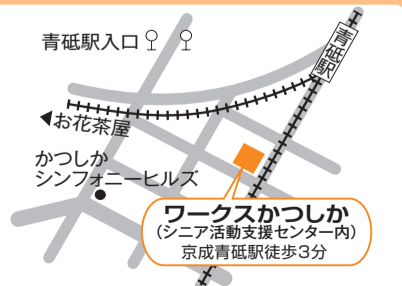 青砥駅入口
青砥駅
◀お花茶屋
かつしか
シンフォニーヒルズ
ワークスかつしか
(シニア活動支援センター内)
京成青砥駅徒歩3分